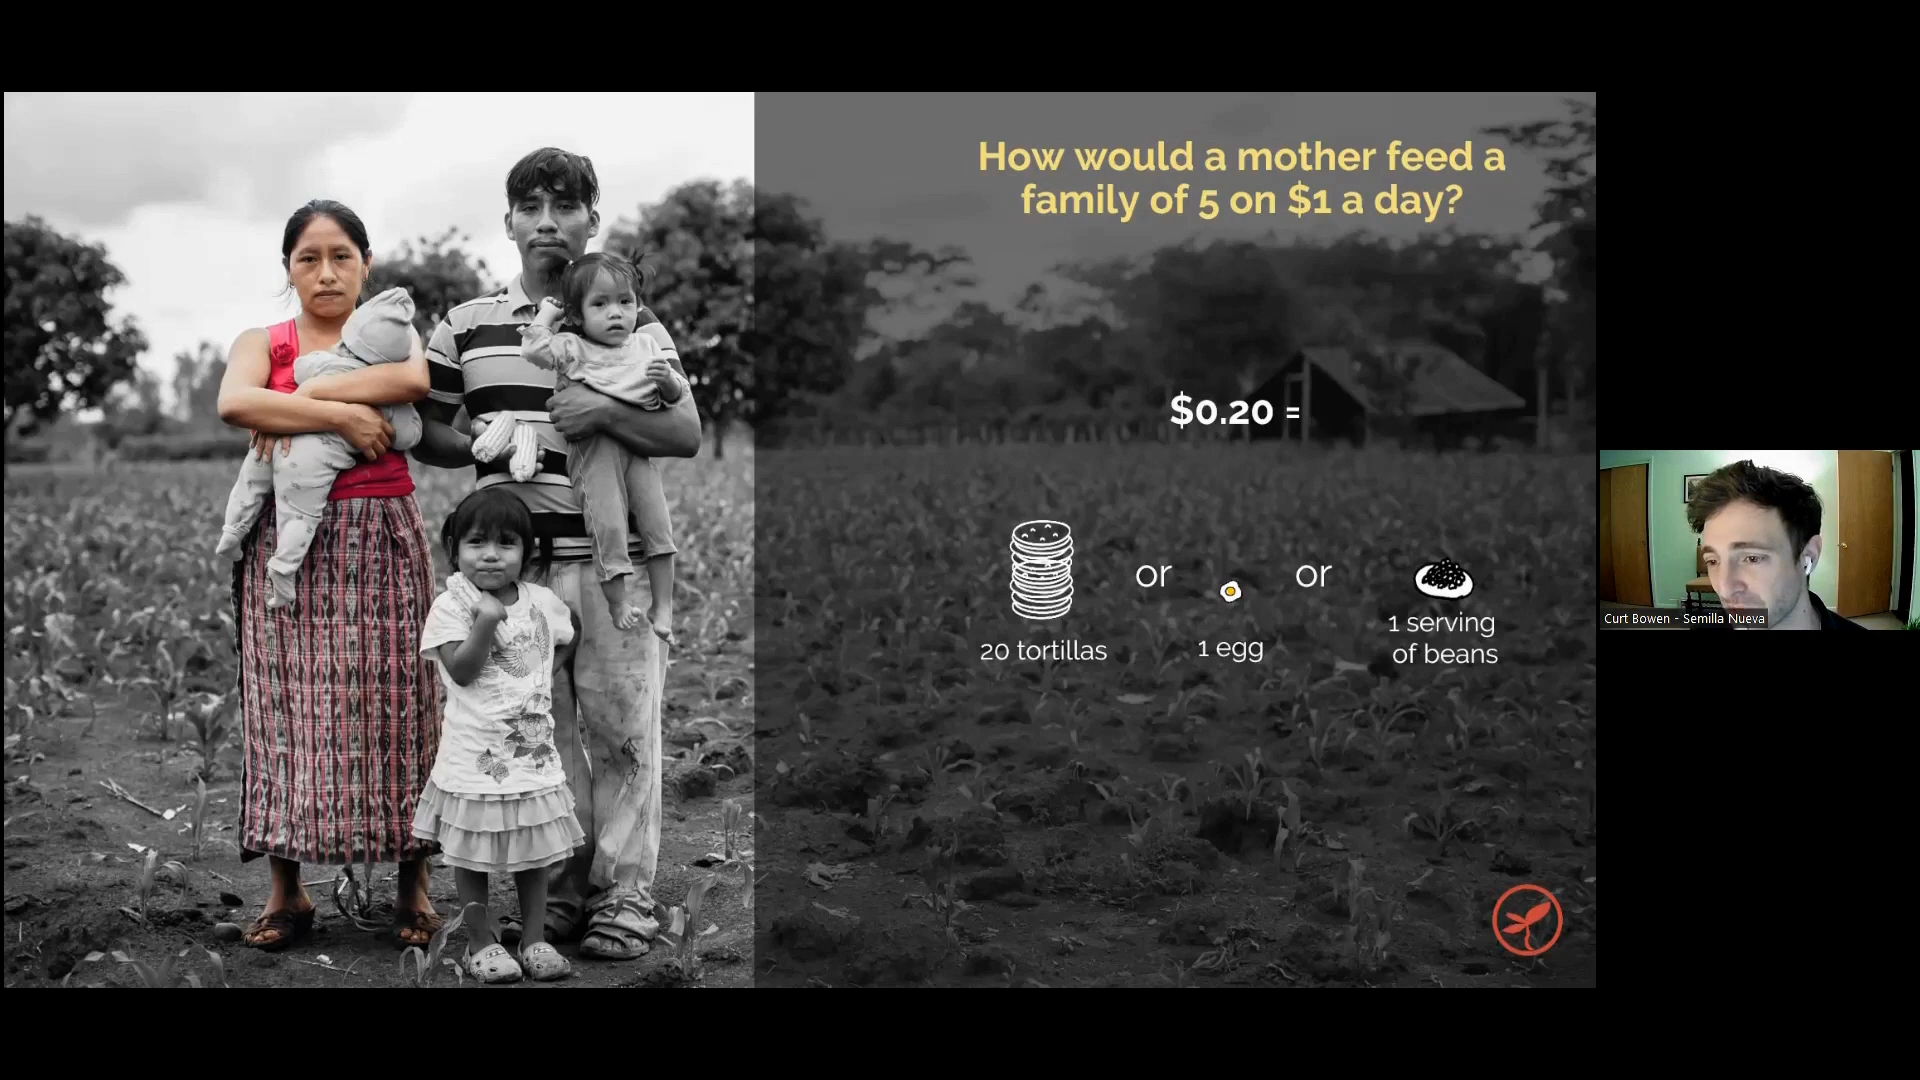 How would a mother feed a
family of 5 on $1 a day?
$0.20 =
or
or
20 tortillas
1 egg
1 serving
of beans
Curt Bowen - Semilla Nueva